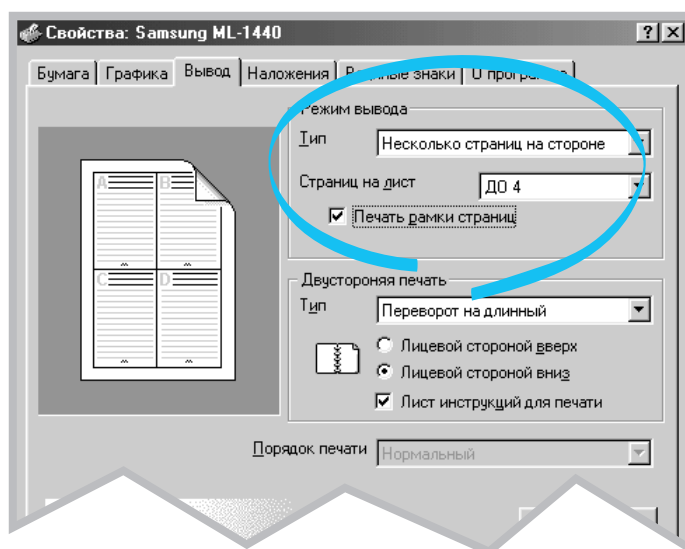 Свойства: Samsung ML-1440
Бумага Графика Вывод Наложения знаки О
Режим вывода
Тип Несколько страниц на стороне
Страниц на лист ДО 4
Печать рамки страниц
A B
C D
Двустороняя печать
Тип Переворот на длинный
Лицевой стороной вверх
Лицевой стороной вниз
Лист инструкций для печати
Порядок печати Нормальный